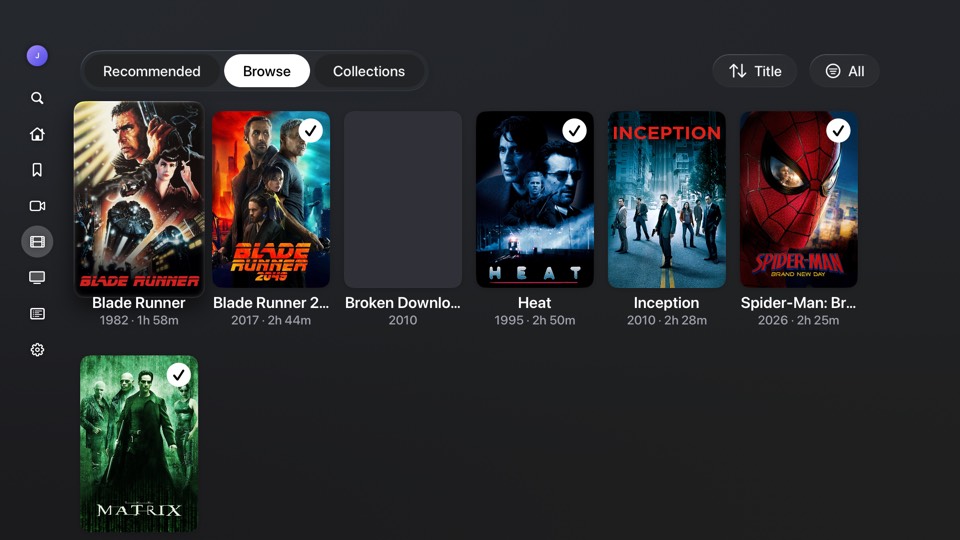 J
Recommended
Browse
Collections
Title
All
BLADE RUNNER
BLADE
RUNNER
2049
HEAT
INCEPTION
SPIDER-MAN
BRAND NEW DAY
Blade Runner
Blade Runner 2...
Broken Downlo...
Heat
Inception
Spider-Man: Br...
1982 · 1h 58m
2017 · 2h 44m
2010
1995 · 2h 50m
2010 · 2h 28m
2026 · 2h 25m
MATRIX